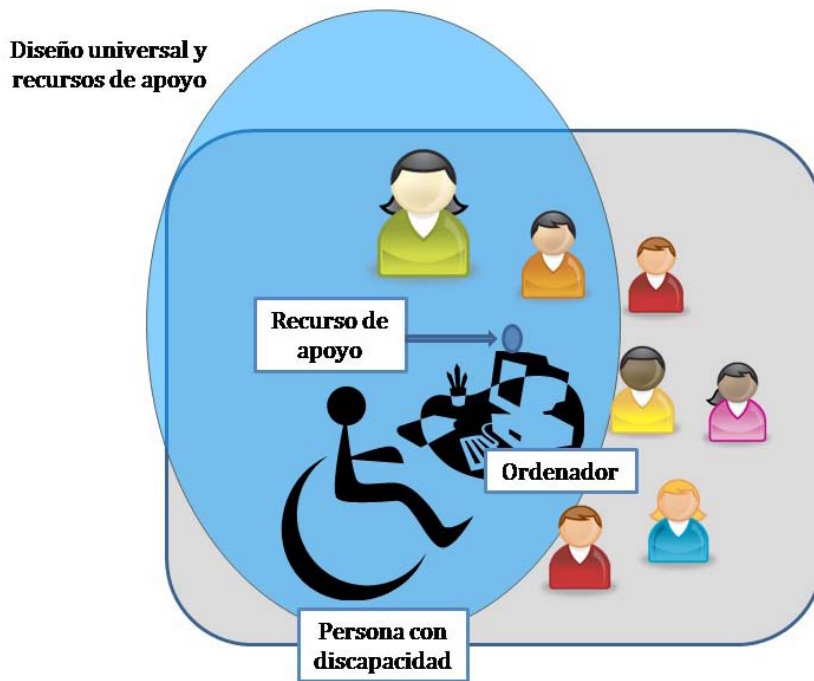 Diseño universal y
recursos de apoyo
Recurso de
apoyo
Ordenador
Persona con
discapacidad